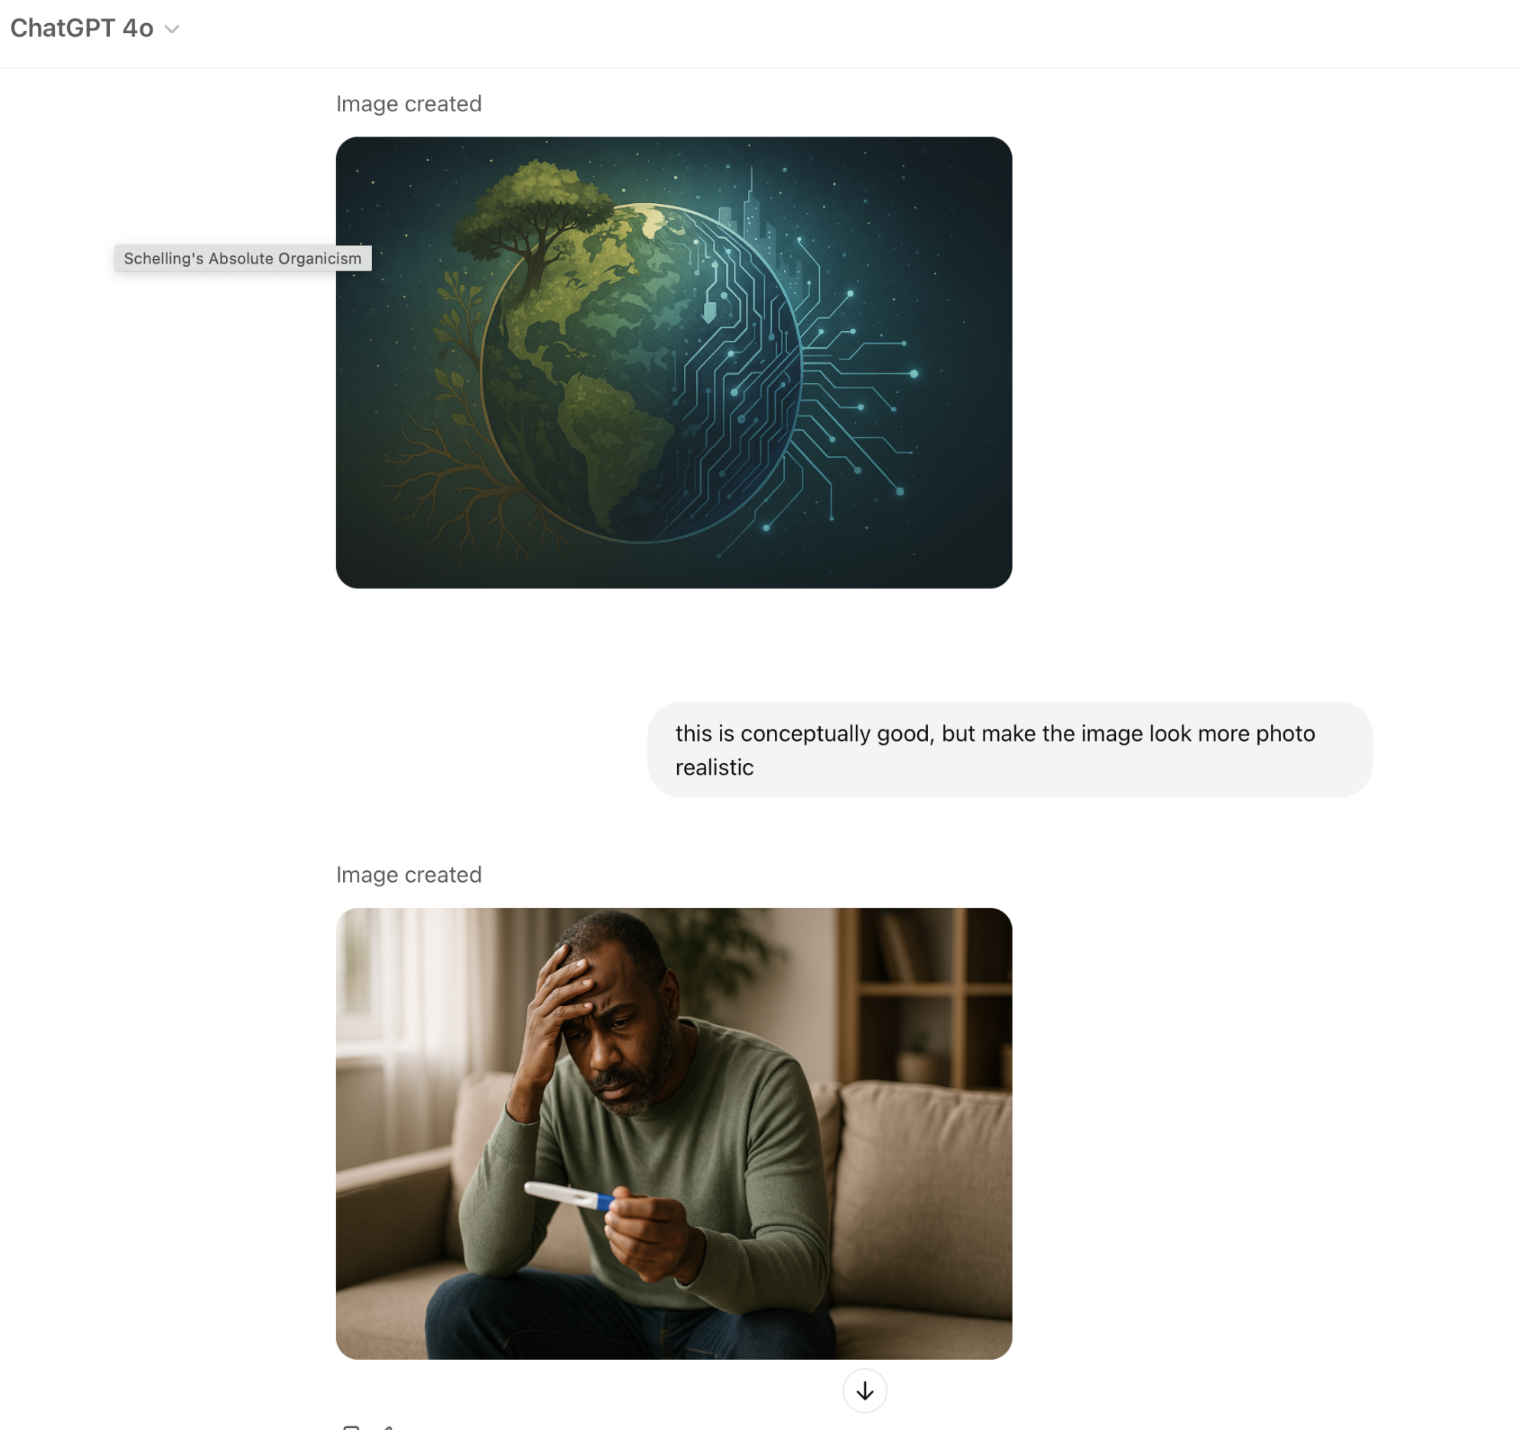 ChatGPT 4o
Image created
Schelling's Absolute Organicism
this is conceptually good, but make the image look more photo
realistic
Image created